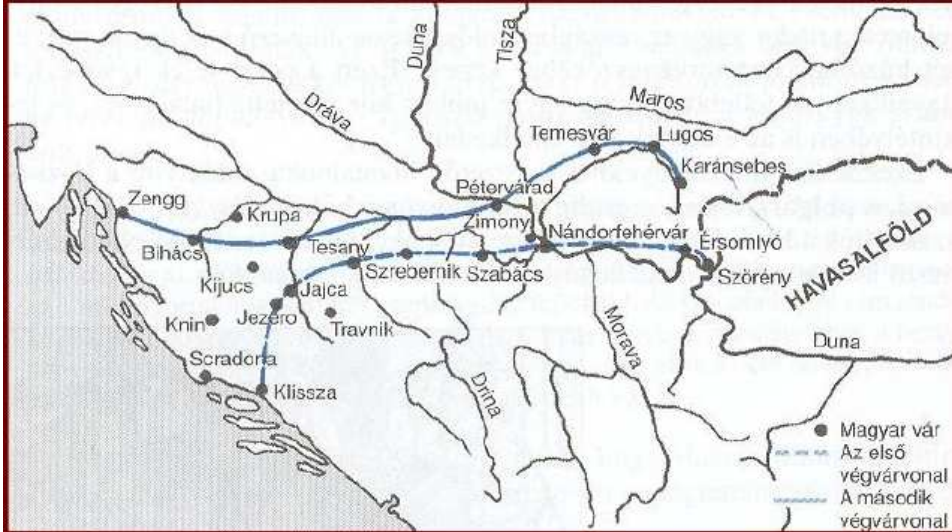 Duna
Tisza
Dráva
Maros
Temesvár
Lugos
Karánsebes
Pétervárad
Zimony
Zengg
Krupa
Bihács
Tesany
Nándorfehérvár
Érsomlyó
HAVASALFÖLD
Szrebernik
Szabács
Szörény
Kijucs
Jajca
Jezero
Travnik
Knin
Scradona
Klissza
Drina
Morava
Duna
Magyar vár
Az első
végvárvonal
A második
végvárvonal